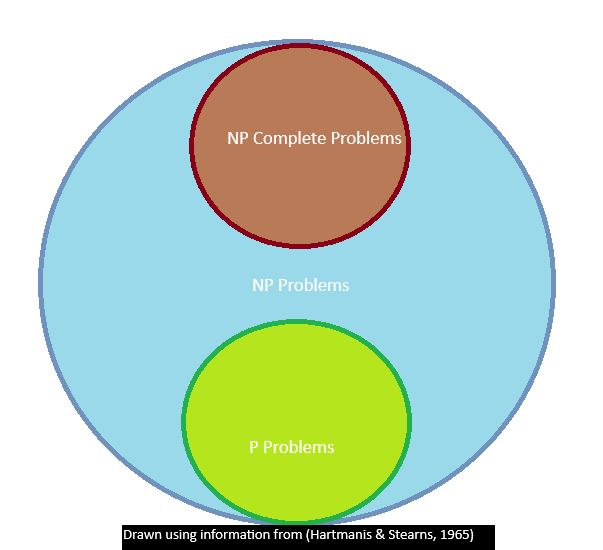 NP Complete Problems
NP Problems
P Problems
Drawn using information from (Hartmanis & Stearns, 1965)